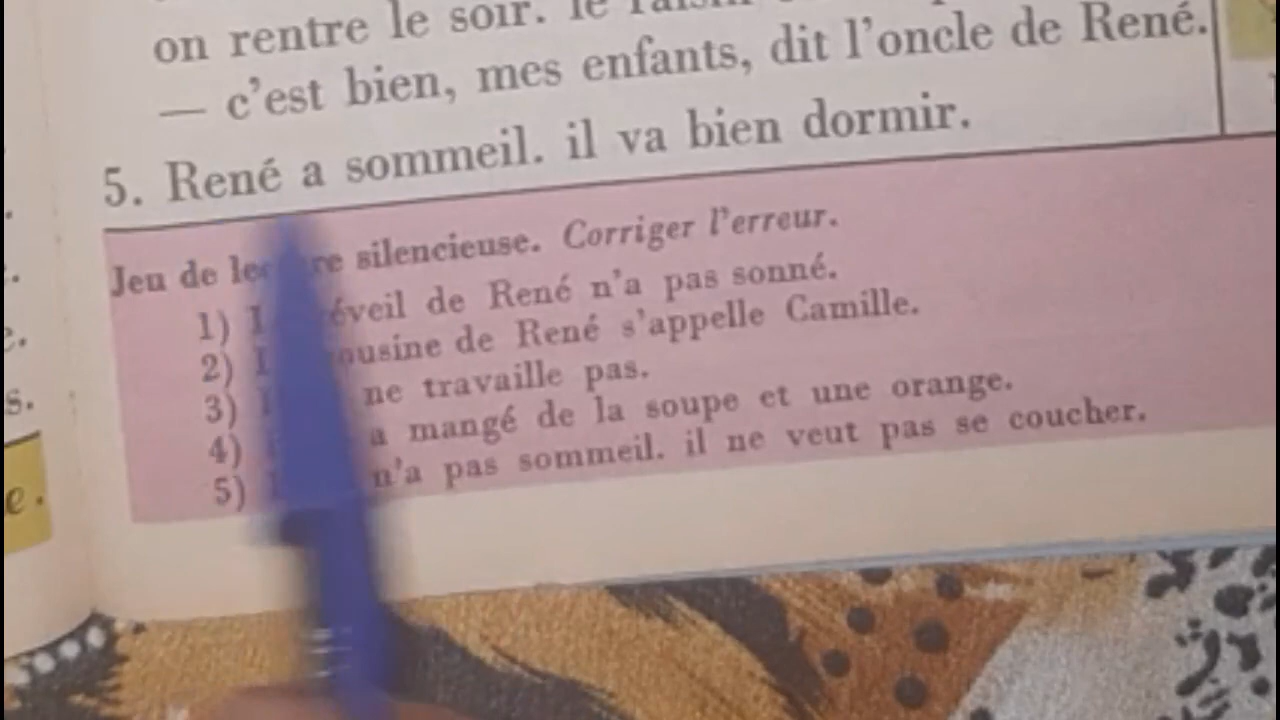 on rentre le soir. le
— c'est bien, mes enfants, dit l'oncle de René.
5. René a sommeil. il va bien dormir.
Jeu de silencieuse. Corriger l'erreur.
1) de René n'a pas sonné.
2) de René s'appelle Camille.
3) ne travaille pas.
4) a mangé de la soupe et une orange.
5) n'a pas sommeil. il ne veut pas se coucher.